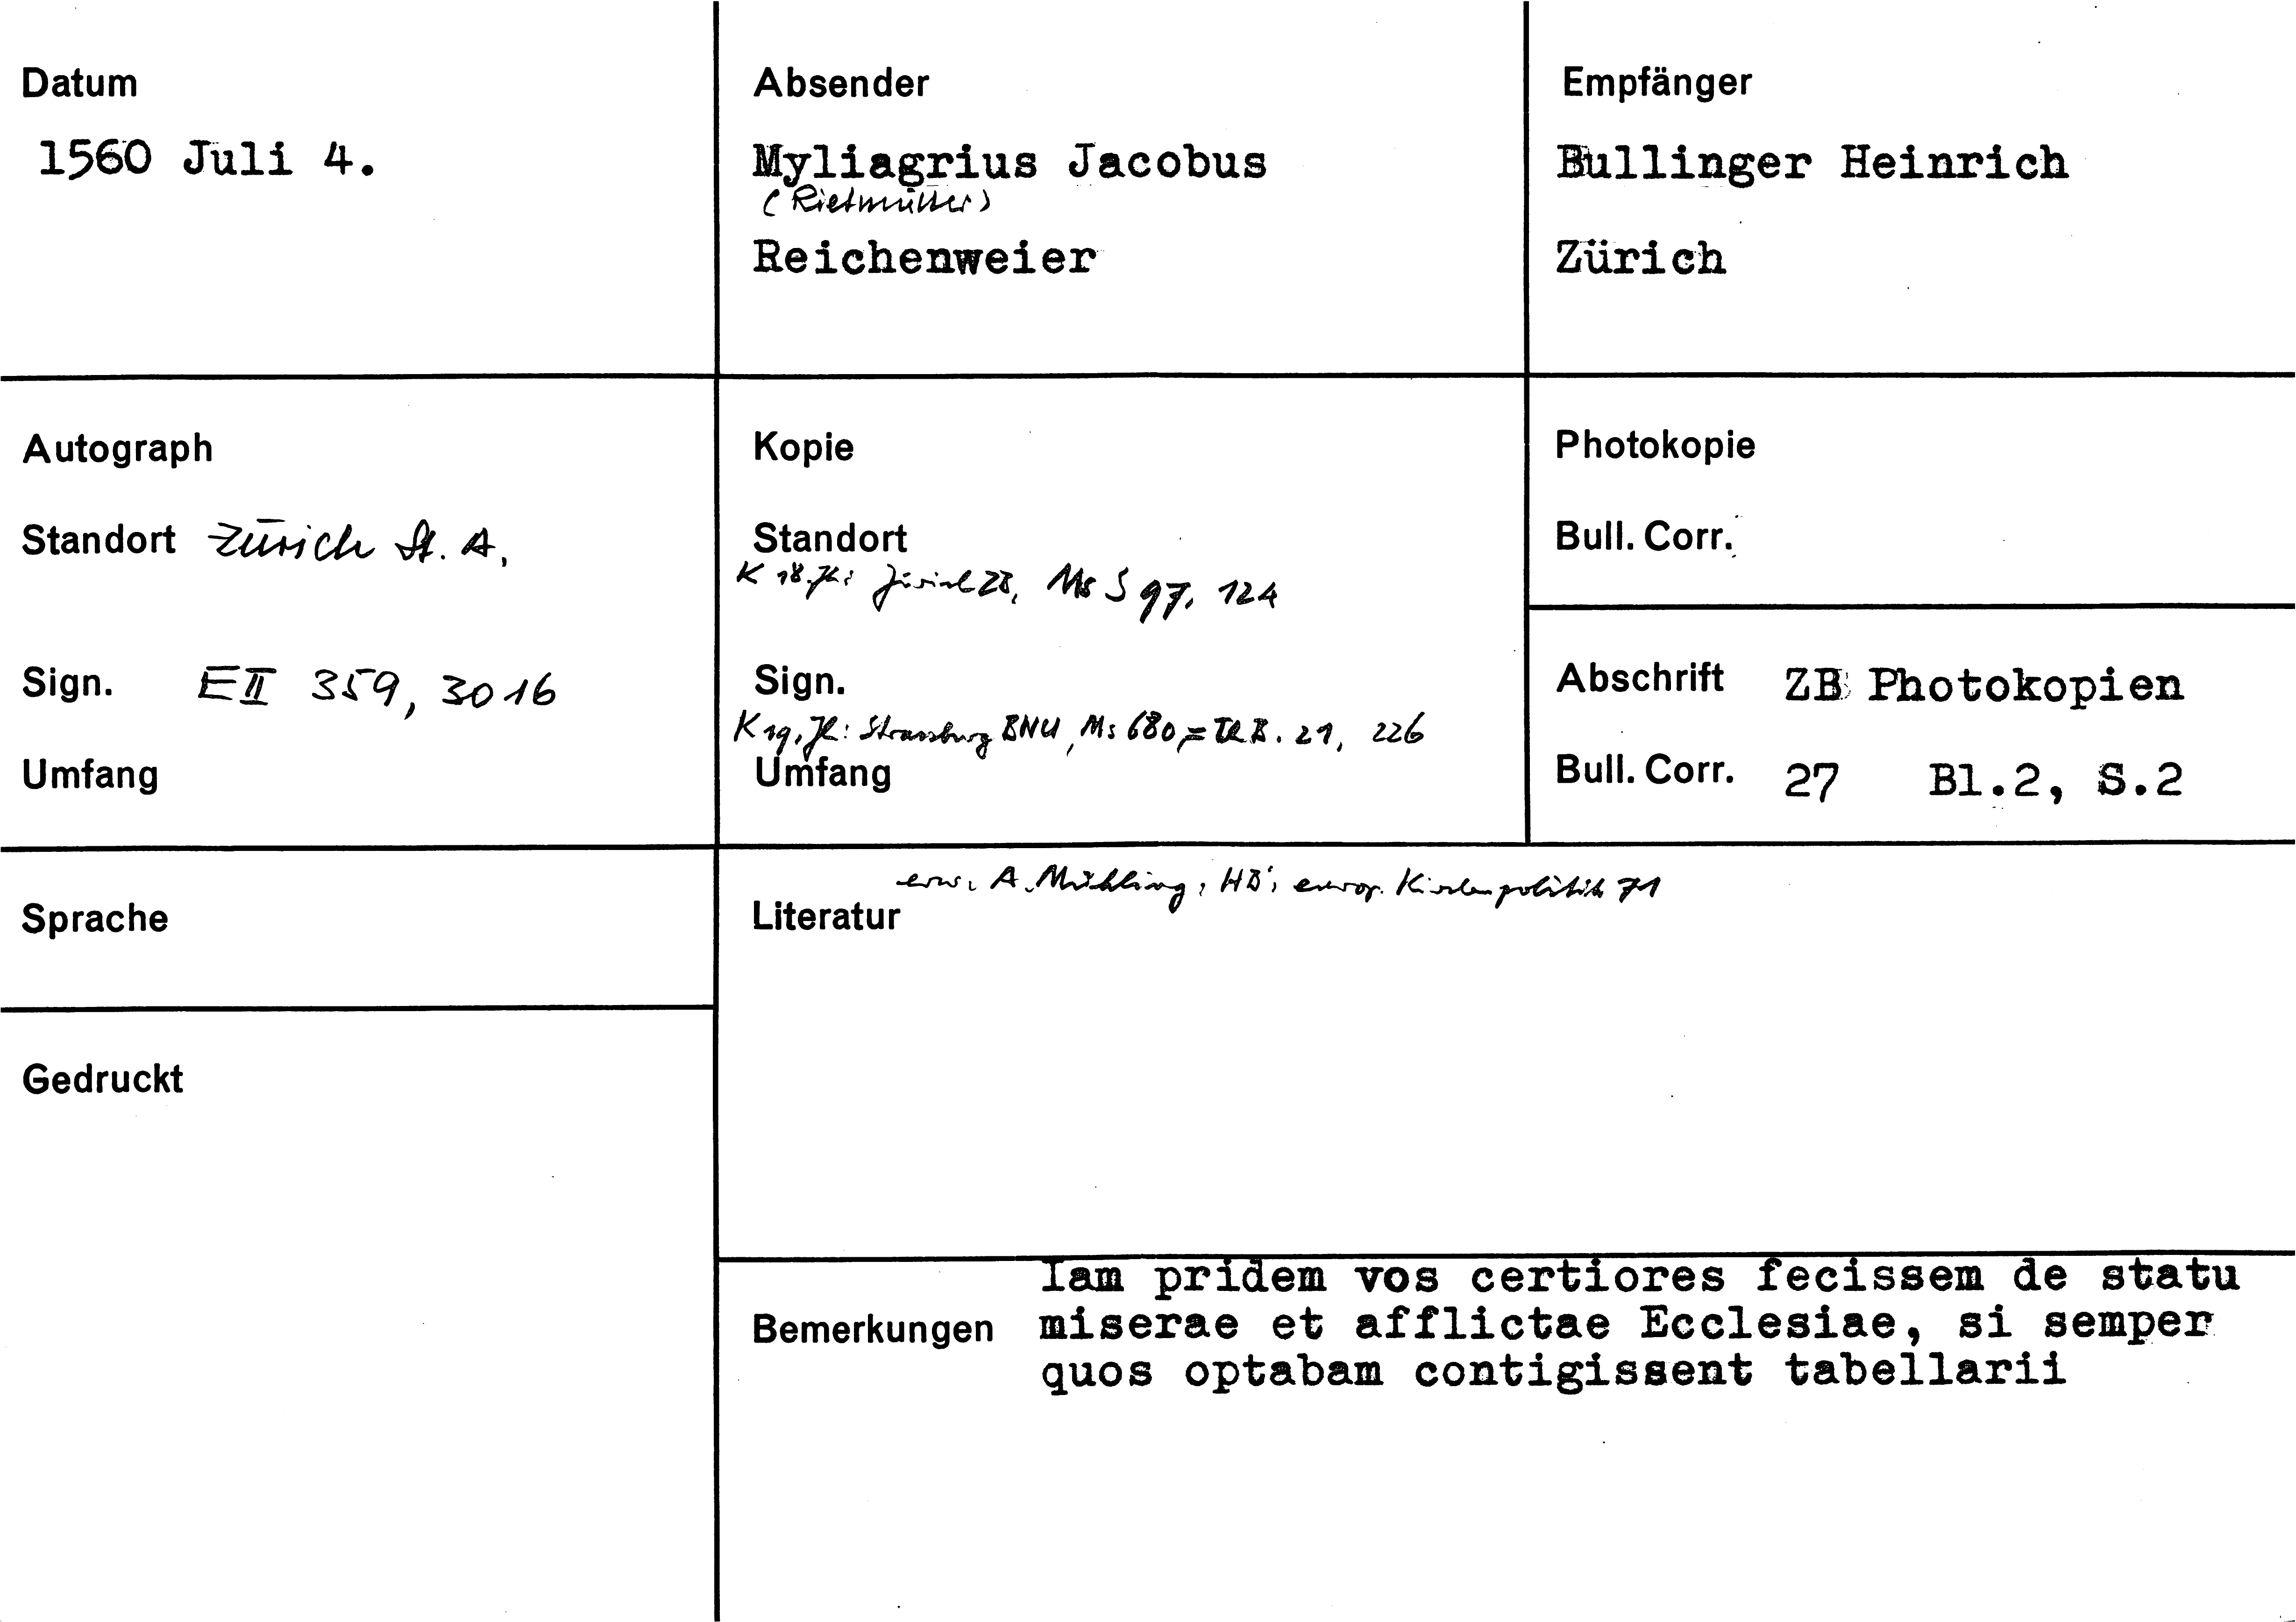 Datum
1560 Juli 4.
Absender
Myliagrius Jacobus
(Rietmüller)
Reichenweier
Empfänger
Bullinger Heinrich
Zürich
Autograph
Standort Zürich St. A.
Sign. E II 359, 3016
Umfang
Kopie
Standort
K 18. Jh: Zürich ZB, Ms S 97, 124
Sign.
K 19. Jh: Strassburg BNU, Ms 680 = Th B. 21, 226
Umfang
Photokopie
Bull. Corr.
Abschrift ZB Photokopien
Bull. Corr. 27 Bl.2, S.2
Sprache
Gedruckt
erw. A. Mühling, HB's europ. Kirchenpolitik 71
Literatur
Iam pridem vos certiores fecissem de statu
Bemerkungen miserae et afflictae Ecclesiae, si semper
quos optabam contigissent tabellarii